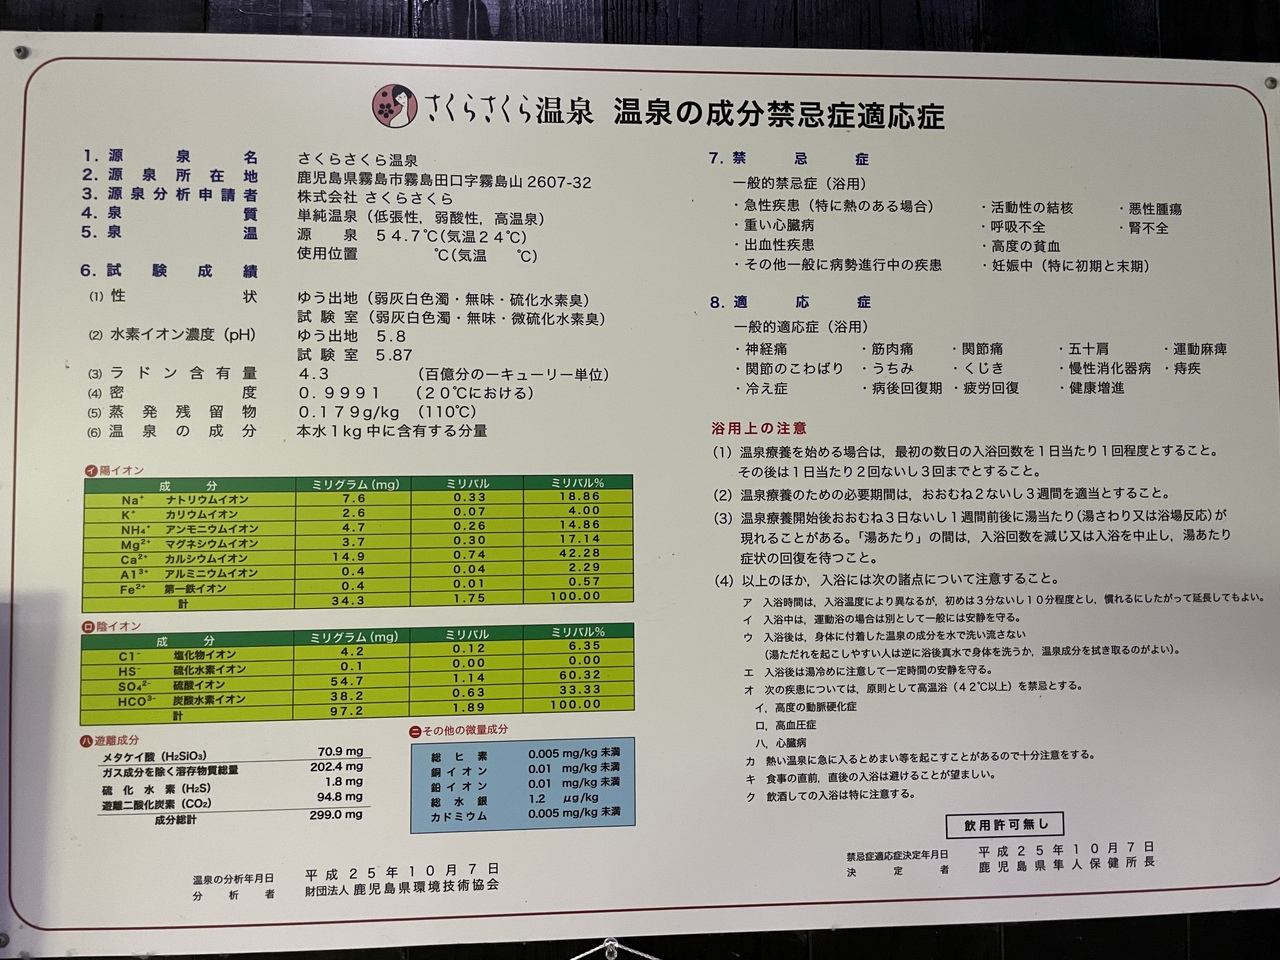 さくらさくら温泉 温泉の成分禁忌症適応症
1. 源泉名 さくらさくら温泉
2. 源泉所在地 鹿児島県霧島市霧島田口字霧島山 2607-32
3. 源泉分析申請者 株式会社 さくらさくら
4. 泉質 単純温泉（低張性，弱酸性，高温泉）
5. 泉温 源泉 54.7℃(気温24℃)
使用位置 ℃(気温 ℃)
6. 試験成績
(1) 性状 ゆう出地（弱灰白色濁・無味・硫化水素臭）
試験室（弱灰白色濁・無味・微硫化水素臭）
(2) 水素イオン濃度（pH） ゆう出地 5.8
試験室 5.87
(3) ラドン含有量 4.3 （百億分の一キューリー単位）
(4) 密度 0.9991 （20℃における）
(5) 蒸発残留物 0.179g/kg （110℃）
(6) 温泉の成分 本水1kg中に含有する分量
イ 陽イオン
成分 ミリグラム(mg) ミリバル ミリバル%
Na⁺ ナトリウムイオン 7.6 0.33 18.86
K⁺ カリウムイオン 2.6 0.07 4.00
NH₄⁺ アンモニウムイオン 4.7 0.26 14.86
Mg²⁺ マグネシウムイオン 3.7 0.30 17.14
Ca²⁺ カルシウムイオン 14.9 0.74 42.28
A1³⁺ アルミニウムイオン 0.4 0.04 2.29
Fe²⁺ 第一鉄イオン 0.4 0.01 0.57
計 34.3 1.75 100.00
ロ 陰イオン
成分 ミリグラム(mg) ミリバル ミリバル%
C1⁻ 塩化物イオン 4.2 0.12 6.35
HS⁻ 硫化水素イオン 0.1 0.00 0.00
SO₄²⁻ 硫酸イオン 54.7 1.14 60.32
HCO³⁻ 炭酸水素イオン 38.2 0.63 33.33
計 97.2 1.89 100.00
ハ 遊離成分
メタケイ酸（H₂SiO₃） 70.9 mg
ガス成分を除く溶存物質総量 202.4 mg
硫化水素（H₂S） 1.8 mg
遊離二酸化炭素（CO₂） 94.8 mg
成分総計 299.0 mg
ニ その他の微量成分
総ヒ素 0.005 mg/kg 未満
銅イオン 0.01 mg/kg 未満
鉛イオン 0.01 mg/kg 未満
総水銀 1.2 μg/kg
カドミウム 0.005 mg/kg 未満
温泉の分析年月日 平成25年10月7日
分析者 財団法人 鹿児島県環境技術協会
7. 禁忌症
一般的禁忌症（浴用）
・急性疾患（特に熱のある場合） ・活動性の結核 ・悪性腫瘍
・重い心臓病 ・呼吸不全 ・腎不全
・出血性疾患 ・高度の貧血
・その他一般に病勢進行中の疾患 ・妊娠中（特に初期と末期）
8. 適応症
一般的適応症（浴用）
・神経痛 ・筋肉痛 ・関節痛 ・五十肩 ・運動麻痺
・関節のこわばり ・うちみ ・くじき ・慢性消化器病 ・痔疾
・冷え症 ・病後回復期 ・疲労回復 ・健康増進
浴用上の注意
(1) 温泉療養を始める場合は，最初の数日の入浴回数を1日当たり1回程度とすること。
その後は1日当たり2回ないし3回までとすること。
(2) 温泉療養のための必要期間は，おおむね2ないし3週間を適当とすること。
(3) 温泉療養開始後おおむね3日ないし1週間前後に湯当たり(湯さわり又は浴場反応)が
現れることがある。「湯あたり」の間は，入浴回数を減じ又は入浴を中止し，湯あたり
症状の回復を待つこと。
(4) 以上のほか，入浴には次の諸点について注意すること。
ア 入浴時間は，入浴温度により異なるが，初めは3分ないし10分程度とし，慣れるにしたがって延長してもよい。
イ 入浴中は，運動浴の場合は別として一般には安静を守る。
ウ 入浴後は，身体に付着した温泉の成分を水で洗い流さない
（湯ただれを起こしやすい人は逆に浴後真水で身体を洗うか，温泉成分を拭き取るのがよい）。
エ 入浴後は湯冷めに注意して一定時間の安静を守る。
オ 次の疾患については，原則として高温浴（42℃以上）を禁忌とする。
イ，高度の動脈硬化症
ロ，高血圧症
ハ，心臓病
カ 熱い温泉に急に入るとめまい等を起こすことがあるので十分注意をする。
キ 食事の直前，直後の入浴は避けることが望ましい。
ク 飲酒しての入浴は特に注意する。
飲用許可無し
禁忌症適応症決定年月日 平成25年10月7日
決定者 鹿児島県隼人保健所長